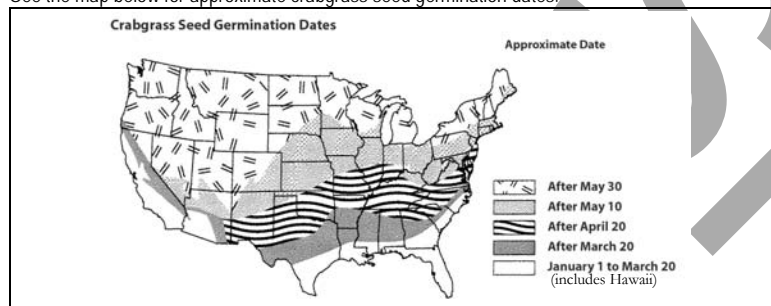 See the map below for approximate crabgrass seed germination dates.
Crabgrass Seed Germination Dates
Approximate Date
After May 30
After May 10
After April 20
After March 20
January 1 to March 20
(includes Hawaii)